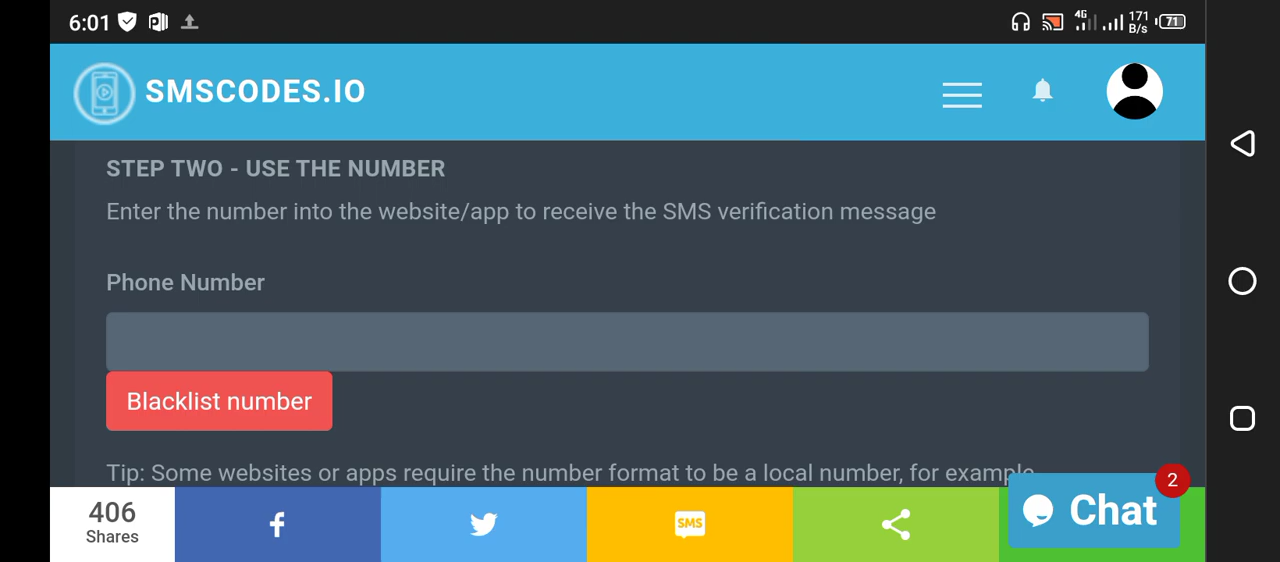 6:01
4G
171
B/s
71
SMSCODES.IO
STEP TWO - USE THE NUMBER
Enter the number into the website/app to receive the SMS verification message
Phone Number
Blacklist number
Tip: Some websites or apps require the number format to be a local number, for example
2
406
Shares
SMS
Chat